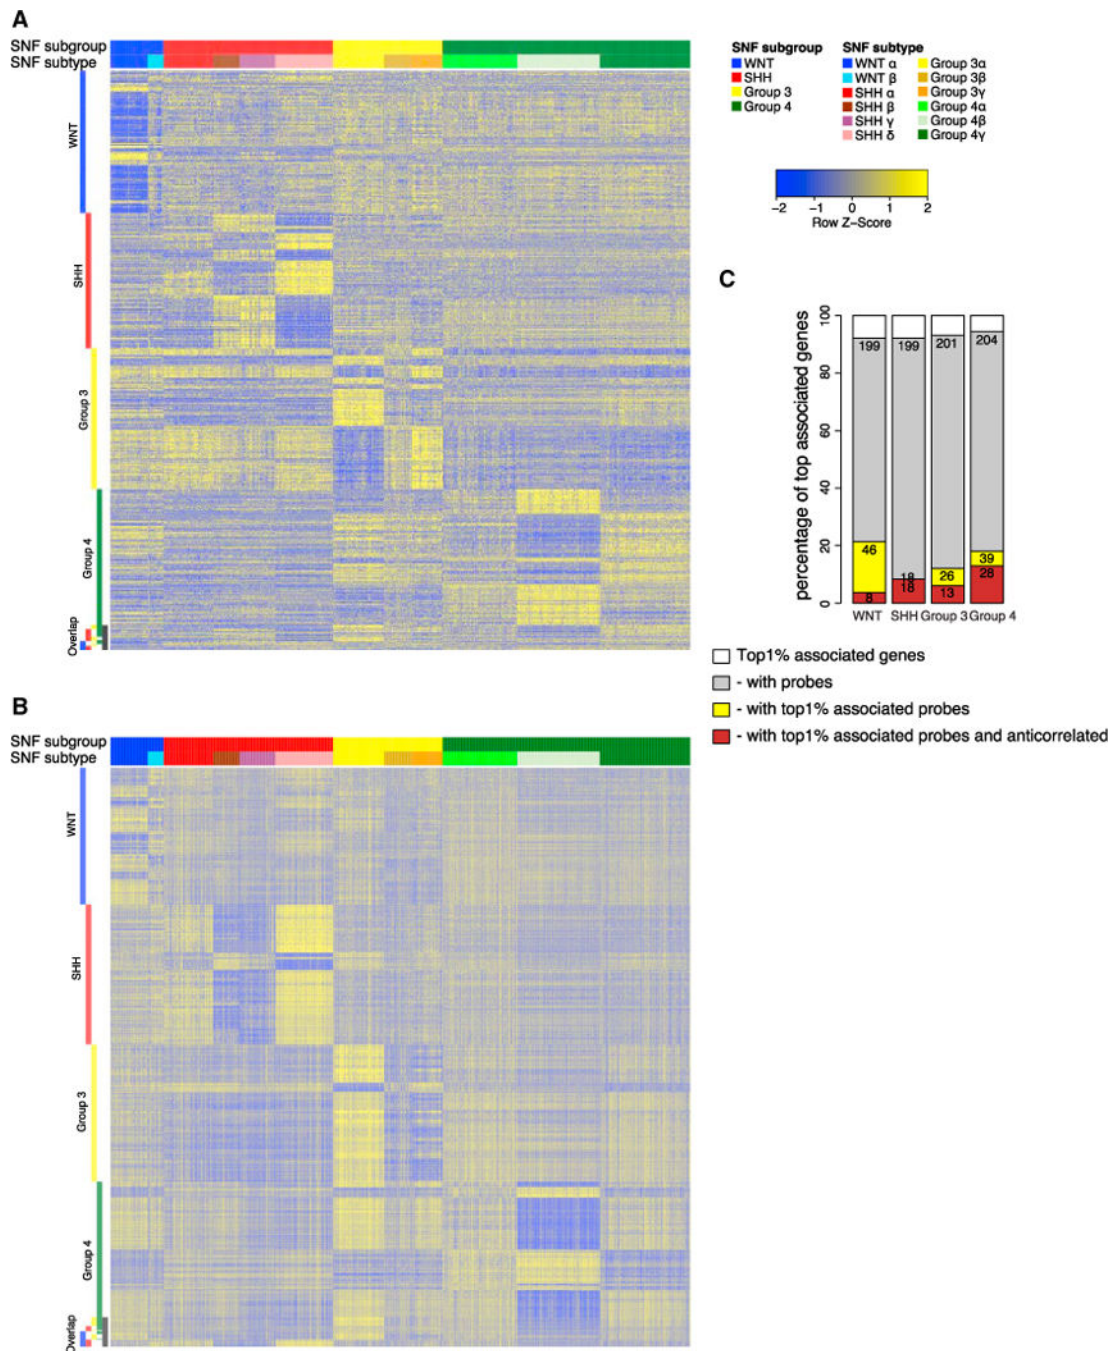 A
SNF subgroup
SNF subtype
WNT
SHH
Group 3
Group 4
Overlap
SNF subgroup
WNT
SHH
Group 3
Group 4
SNF subtype
WNT α
WNT β
SHH α
SHH β
SHH γ
SHH δ
Group 3α
Group 3β
Group 3γ
Group 4α
Group 4β
Group 4γ
−2 −1 0 1 2
Row Z−Score
C
percentage of top associated genes
100
80
60
40
20
0
199 199 201 204
46 18 26 39
8 18 13 28
WNT SHH Group 3 Group 4
Top1% associated genes
- with probes
- with top1% associated probes
- with top1% associated probes and anticorrelated
B
SNF subgroup
SNF subtype
WNT
SHH
Group 3
Group 4
Overlap